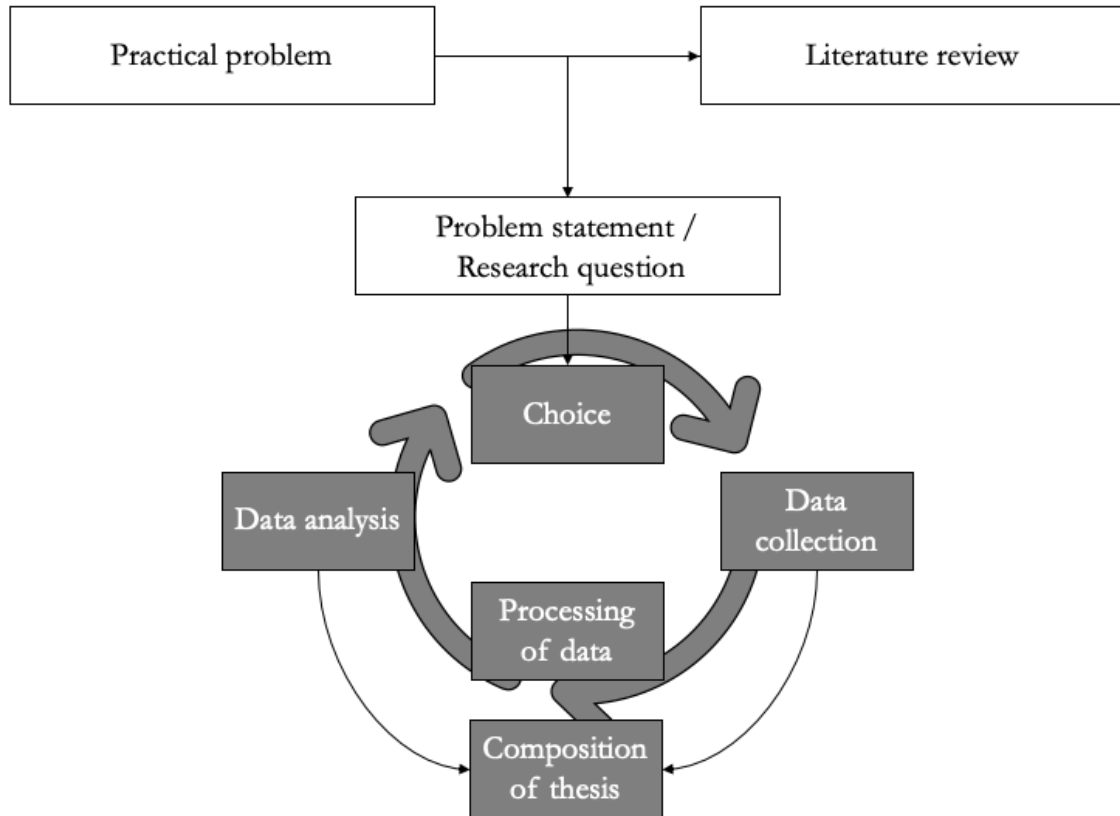 Practical problem
Literature review
Problem statement /
Research question
Choice
Data analysis
Data
collection
Processing
of data
Composition
of thesis